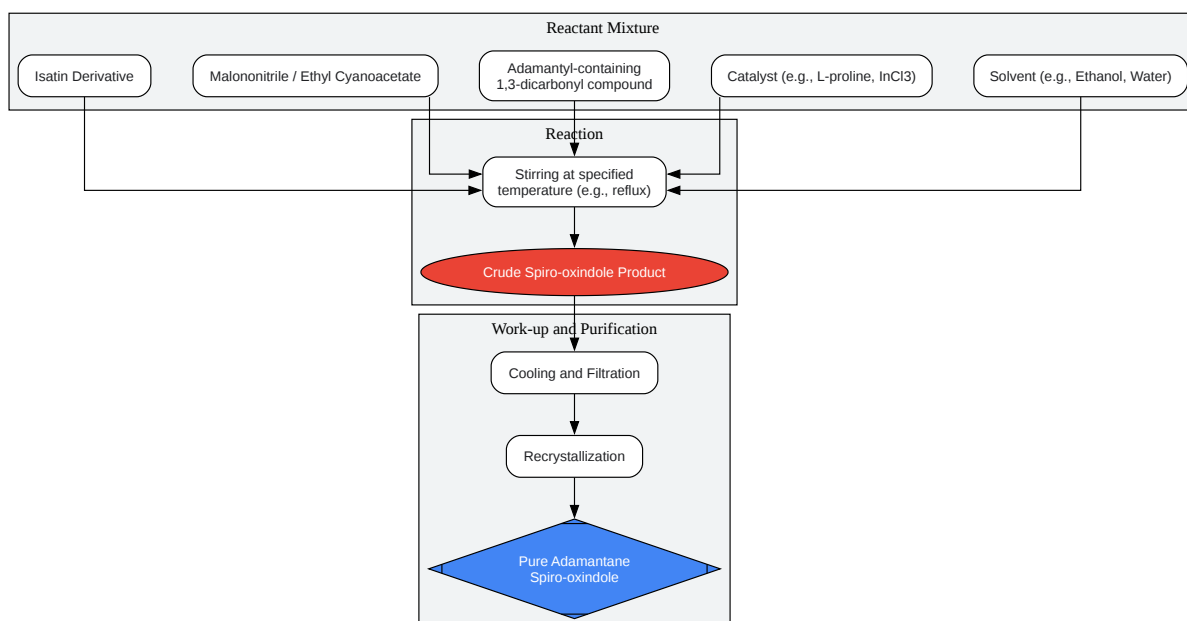 Reactant Mixture
Isatin Derivative
Malononitrile / Ethyl Cyanoacetate
Adamantyl-containing
1,3-dicarbonyl compound
Catalyst (e.g., L-proline, InCl3)
Solvent (e.g., Ethanol, Water)
Reaction
Stirring at specified
temperature (e.g., reflux)
Crude Spiro-oxindole Product
Work-up and Purification
Cooling and Filtration
Recrystallization
Pure Adamantane
Spiro-oxindole